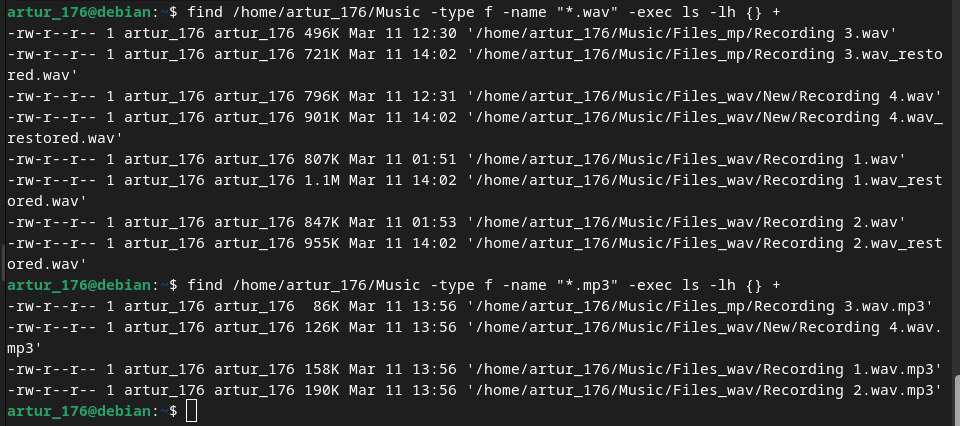 artur_176@debian:~$ find /home/artur_176/Music -type f -name "*.wav" -exec ls -lh {} +
-rw-r--r-- 1 artur_176 artur_176 496K Mar 11 12:30 '/home/artur_176/Music/Files_mp/Recording 3.wav'
-rw-r--r-- 1 artur_176 artur_176 721K Mar 11 14:02 '/home/artur_176/Music/Files_mp/Recording 3.wav_resto
red.wav'
-rw-r--r-- 1 artur_176 artur_176 796K Mar 11 12:31 '/home/artur_176/Music/Files_wav/New/Recording 4.wav'
-rw-r--r-- 1 artur_176 artur_176 901K Mar 11 14:02 '/home/artur_176/Music/Files_wav/New/Recording 4.wav_
restored.wav'
-rw-r--r-- 1 artur_176 artur_176 807K Mar 11 01:51 '/home/artur_176/Music/Files_wav/Recording 1.wav'
-rw-r--r-- 1 artur_176 artur_176 1.1M Mar 11 14:02 '/home/artur_176/Music/Files_wav/Recording 1.wav_rest
ored.wav'
-rw-r--r-- 1 artur_176 artur_176 847K Mar 11 01:53 '/home/artur_176/Music/Files_wav/Recording 2.wav'
-rw-r--r-- 1 artur_176 artur_176 955K Mar 11 14:02 '/home/artur_176/Music/Files_wav/Recording 2.wav_rest
ored.wav'
artur_176@debian:~$ find /home/artur_176/Music -type f -name "*.mp3" -exec ls -lh {} +
-rw-r--r-- 1 artur_176 artur_176  86K Mar 11 13:56 '/home/artur_176/Music/Files_mp/Recording 3.wav.mp3'
-rw-r--r-- 1 artur_176 artur_176 126K Mar 11 13:56 '/home/artur_176/Music/Files_wav/New/Recording 4.wav.
mp3'
-rw-r--r-- 1 artur_176 artur_176 158K Mar 11 13:56 '/home/artur_176/Music/Files_wav/Recording 1.wav.mp3'
-rw-r--r-- 1 artur_176 artur_176 190K Mar 11 13:56 '/home/artur_176/Music/Files_wav/Recording 2.wav.mp3'
artur_176@debian:~$